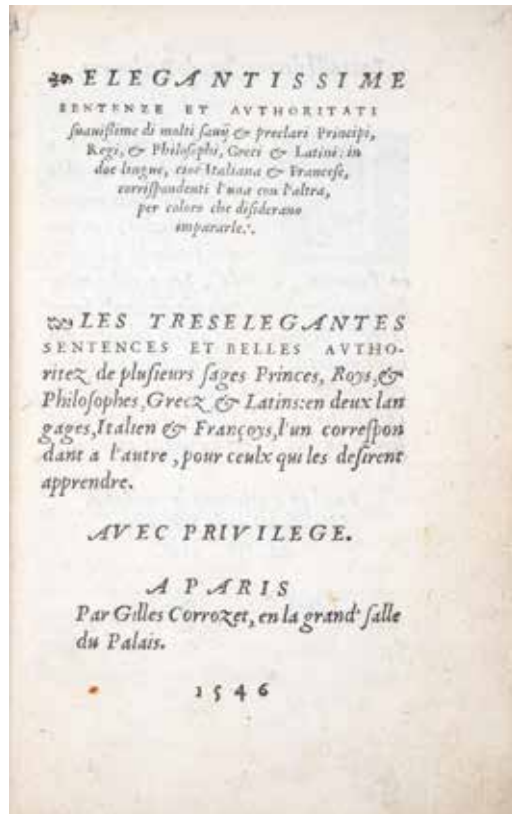 ELEGANTISSIME
SENTENZE ET AVTHORITATI
ſuauiſsime di molti ſauij & preclari Principi,
Regi, & Philoſophi, Greci & Latini: in
doe lingue, cioè Italiana & Franceſe,
corriſpondenti l'una con l'altra,
per coloro che diſiderano
impararle.
LES TRESELEGANTES
SENTENCES ET BELLES AVTHO-
ritez de pluſieurs ſages Princes, Roys, &
Philoſophes, Grecz & Latins: en deux lan
gages, Italien & Françoys, l'un correſpon
dant a l'autre, pour ceulx qui les deſirent
apprendre.
AVEC PRIVILEGE.
A PARIS
Par Gilles Corrozet, en la grand' ſalle
du Palais.
1546